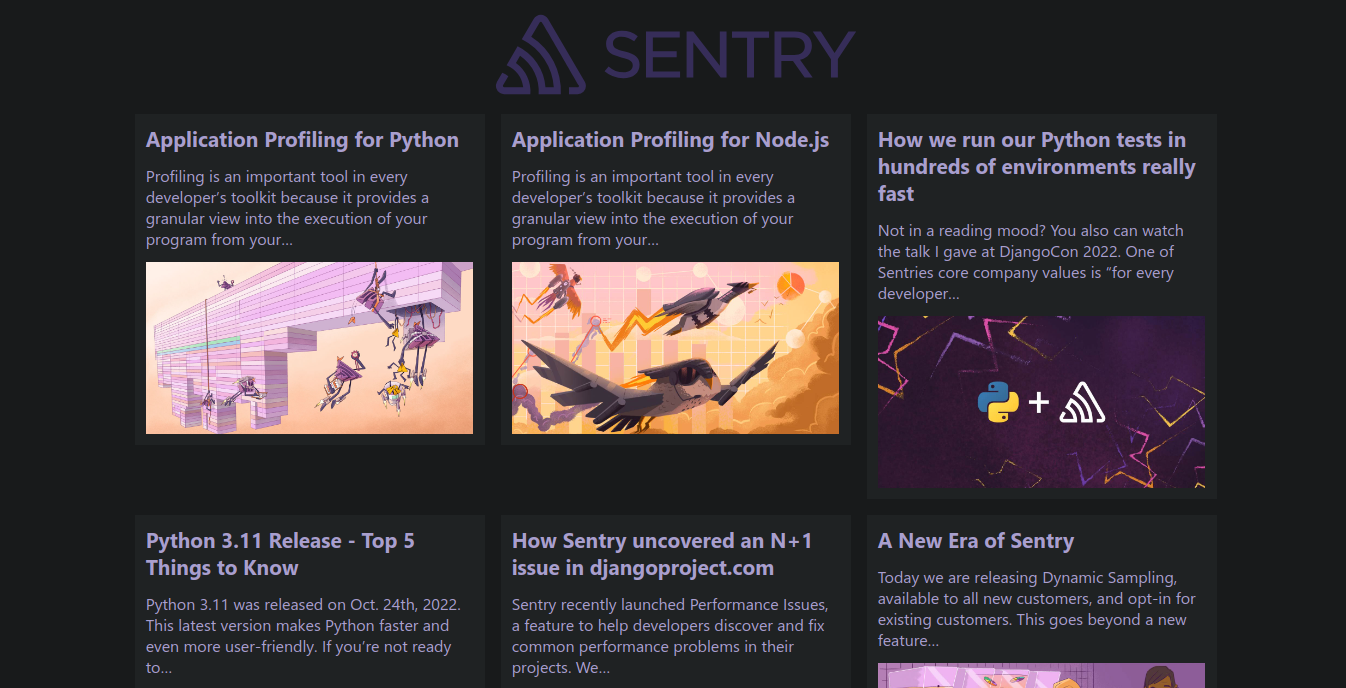 SENTRY
Application Profiling for Python
Profiling is an important tool in every
developer’s toolkit because it provides a
granular view into the execution of your
program from your...
Application Profiling for Node.js
Profiling is an important tool in every
developer’s toolkit because it provides a
granular view into the execution of your
program from your...
How we run our Python tests in
hundreds of environments really
fast
Not in a reading mood? You also can watch
the talk I gave at DjangoCon 2022. One of
Sentries core company values is “for every
developer...
+
Python 3.11 Release - Top 5
Things to Know
Python 3.11 was released on Oct. 24th, 2022.
This latest version makes Python faster and
even more user-friendly. If you’re not ready
to...
How Sentry uncovered an N+1
issue in djangoproject.com
Sentry recently launched Performance Issues,
a feature to help developers discover and fix
common performance problems in their
projects. We...
A New Era of Sentry
Today we are releasing Dynamic Sampling,
available to all new customers, and opt-in for
existing customers. This goes beyond a new
feature...